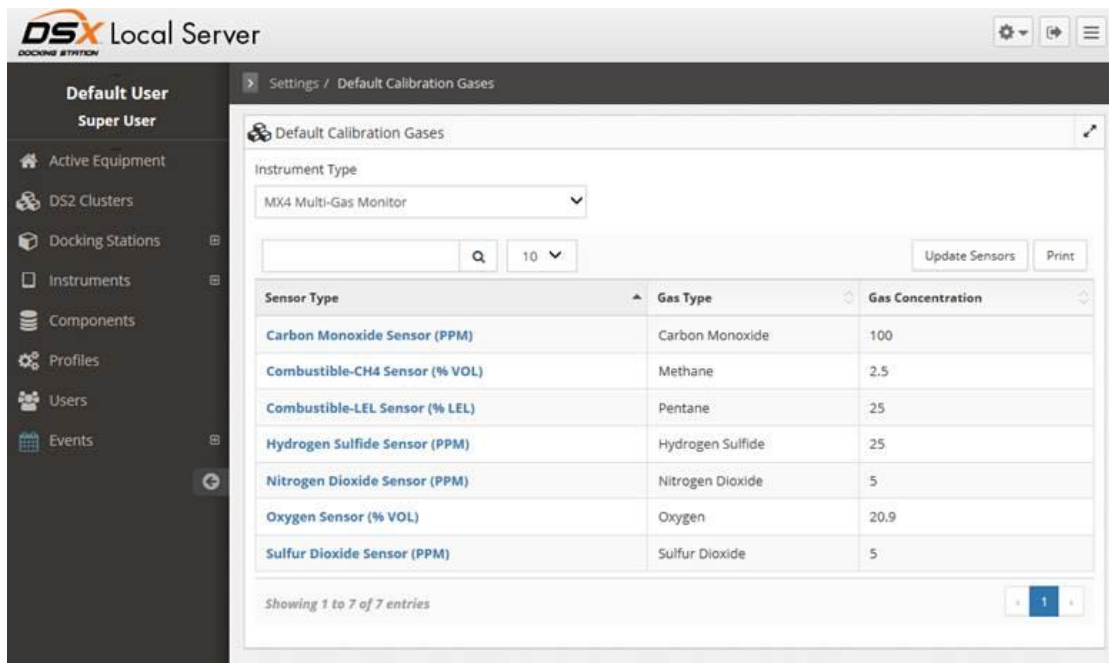 DSX Local Server
DOCKING STATION
Default User
Super User
Active Equipment
DS2 Clusters
Docking Stations
Instruments
Components
Profiles
Users
Events
Settings / Default Calibration Gases
Default Calibration Gases
Instrument Type
MX4 Multi-Gas Monitor
10
Update Sensors Print
Sensor Type Gas Type Gas Concentration
Carbon Monoxide Sensor (PPM) Carbon Monoxide 100
Combustible-CH4 Sensor (% VOL) Methane 2.5
Combustible-LEL Sensor (% LEL) Pentane 25
Hydrogen Sulfide Sensor (PPM) Hydrogen Sulfide 25
Nitrogen Dioxide Sensor (PPM) Nitrogen Dioxide 5
Oxygen Sensor (% VOL) Oxygen 20.9
Sulfur Dioxide Sensor (PPM) Sulfur Dioxide 5
Showing 1 to 7 of 7 entries
1